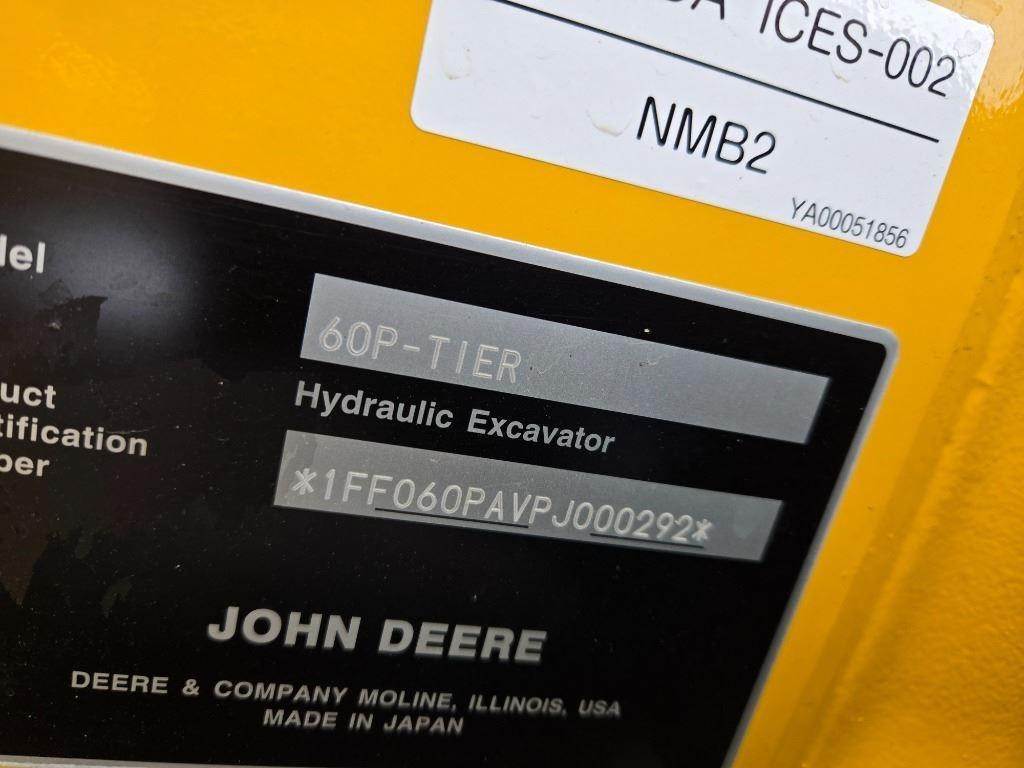 ICES-002
NMB2
YA00051856
60P-TIER
Hydraulic Excavator
*1FF060PAVPJ000292*
JOHN DEERE
DEERE & COMPANY MOLINE, ILLINOIS, USA
MADE IN JAPAN